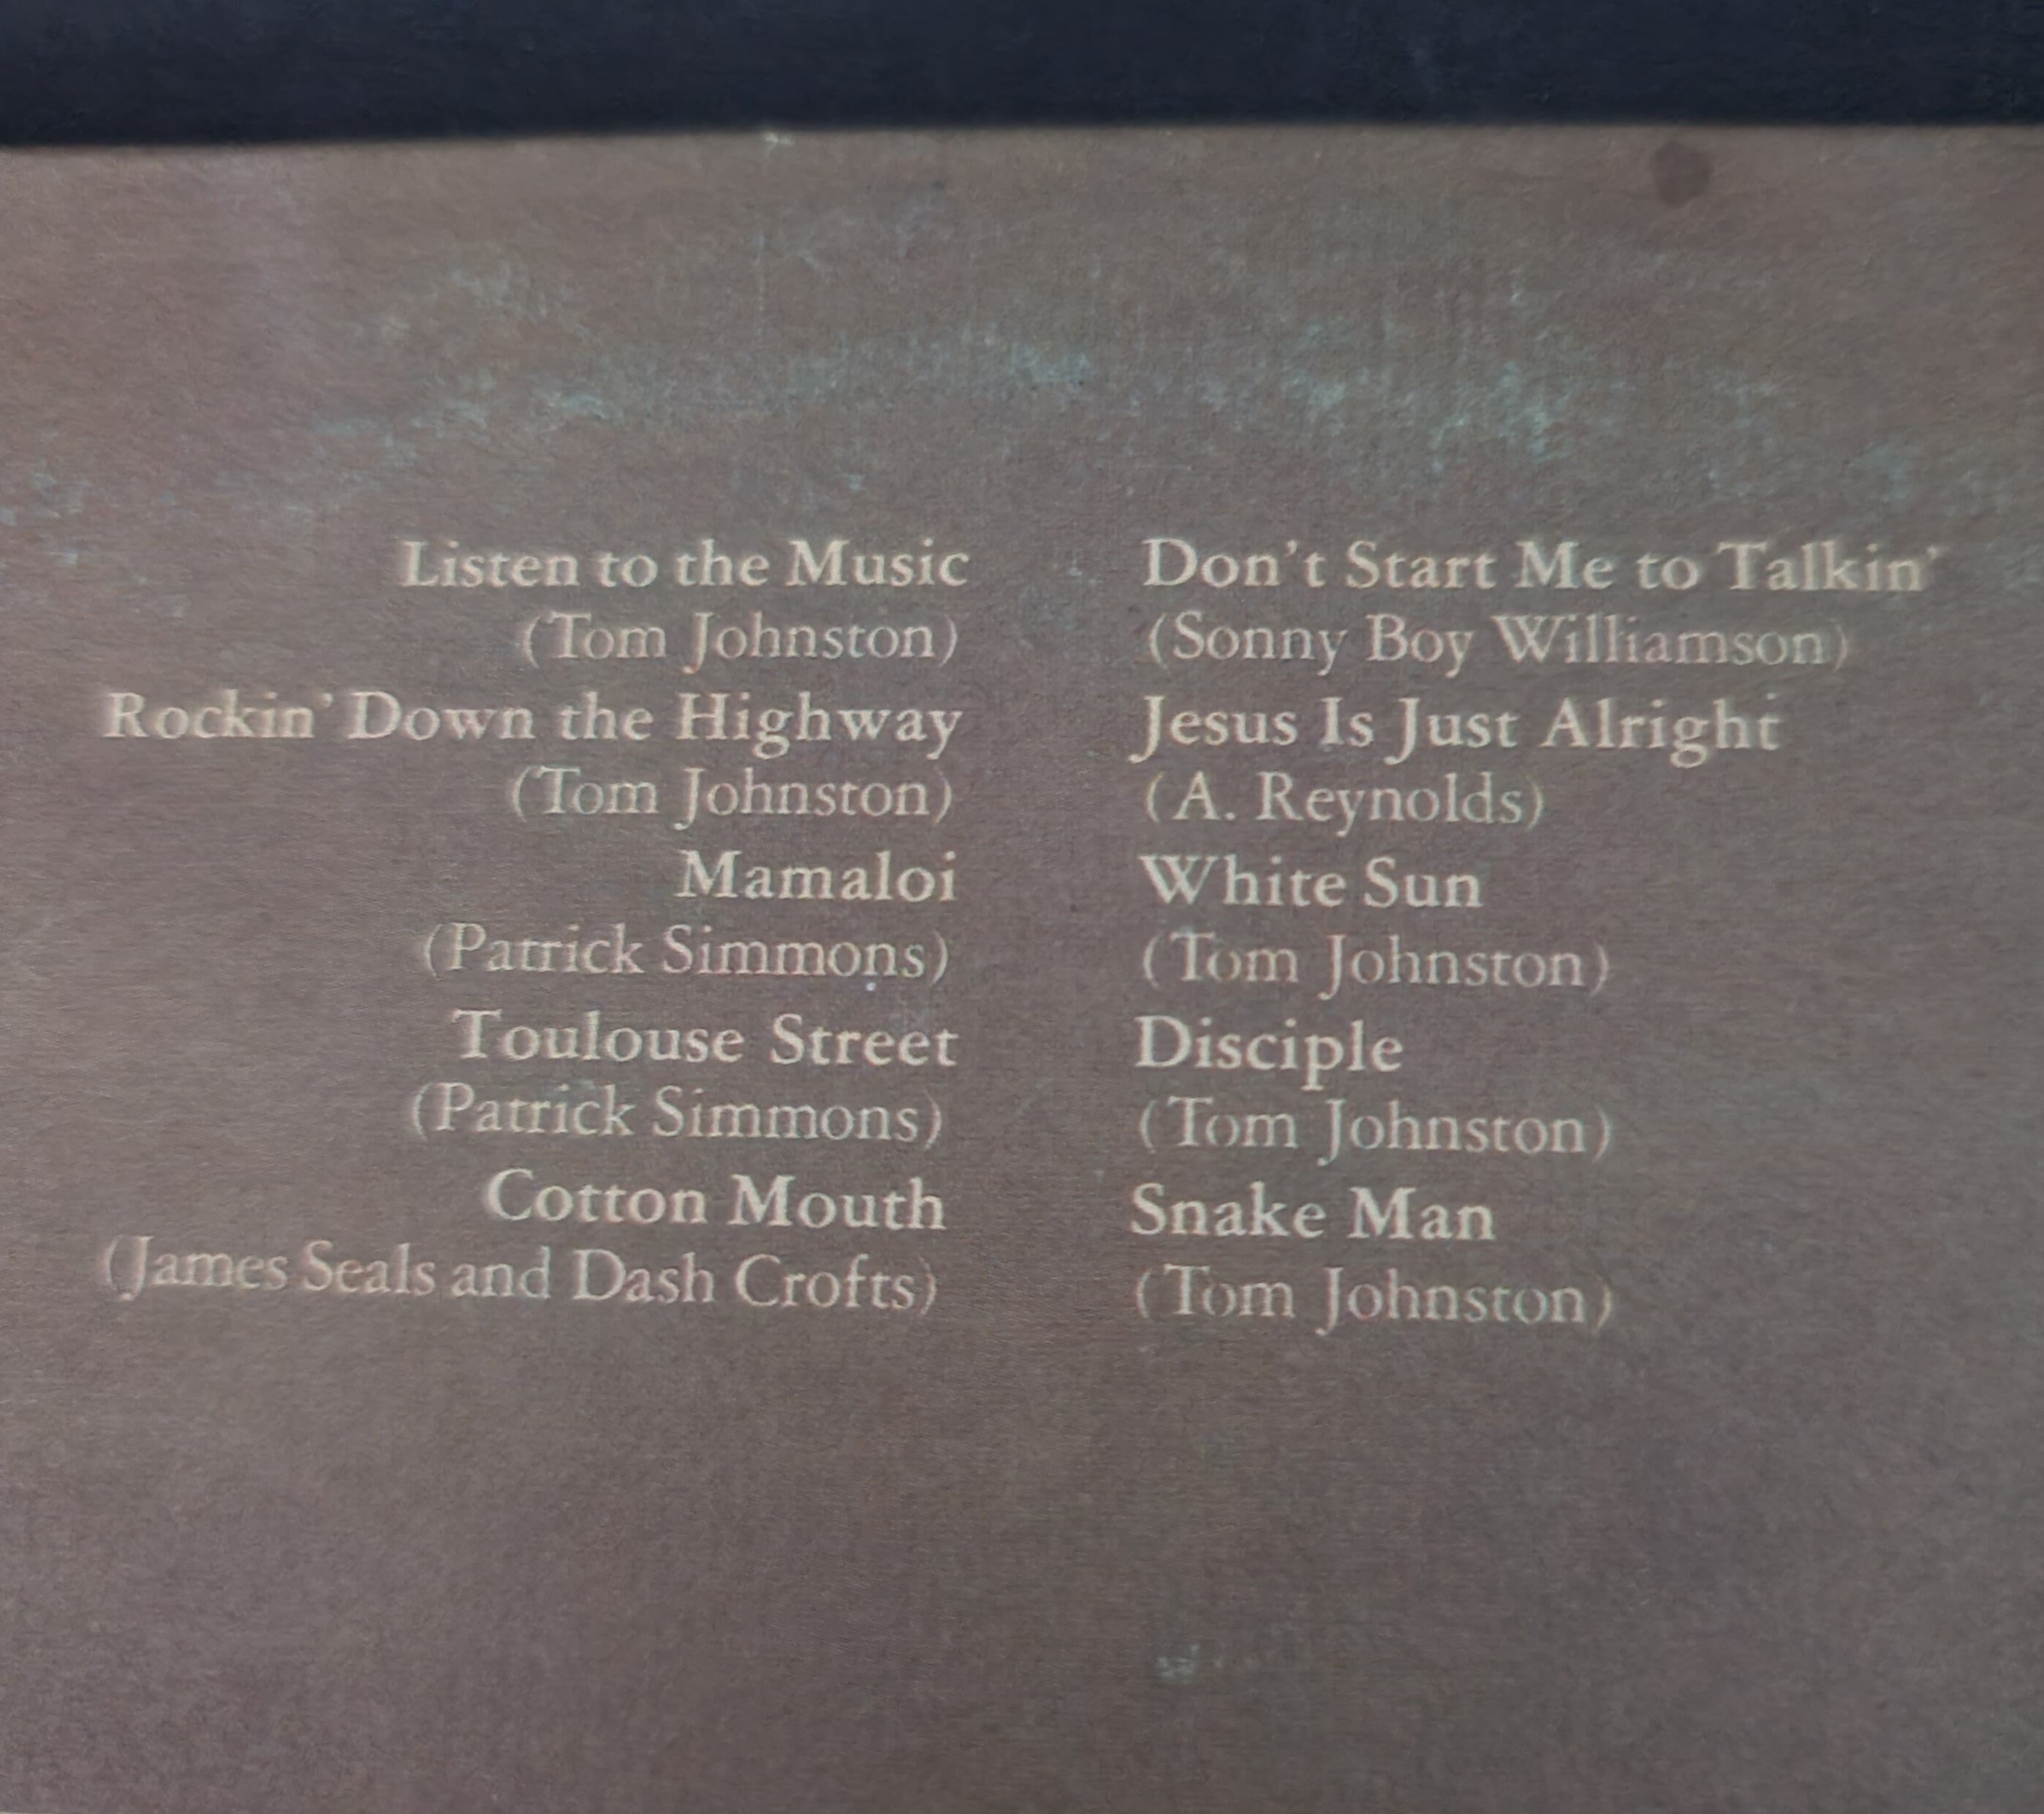 Listen to the Music
(Tom Johnston)
Rockin' Down the Highway
(Tom Johnston)
Mamaloi
(Patrick Simmons)
Toulouse Street
(Patrick Simmons)
Cotton Mouth
(James Seals and Dash Crofts)
Don't Start Me to Talkin'
(Sonny Boy Williamson)
Jesus Is Just Alright
(A. Reynolds)
White Sun
(Tom Johnston)
Disciple
(Tom Johnston)
Snake Man
(Tom Johnston)